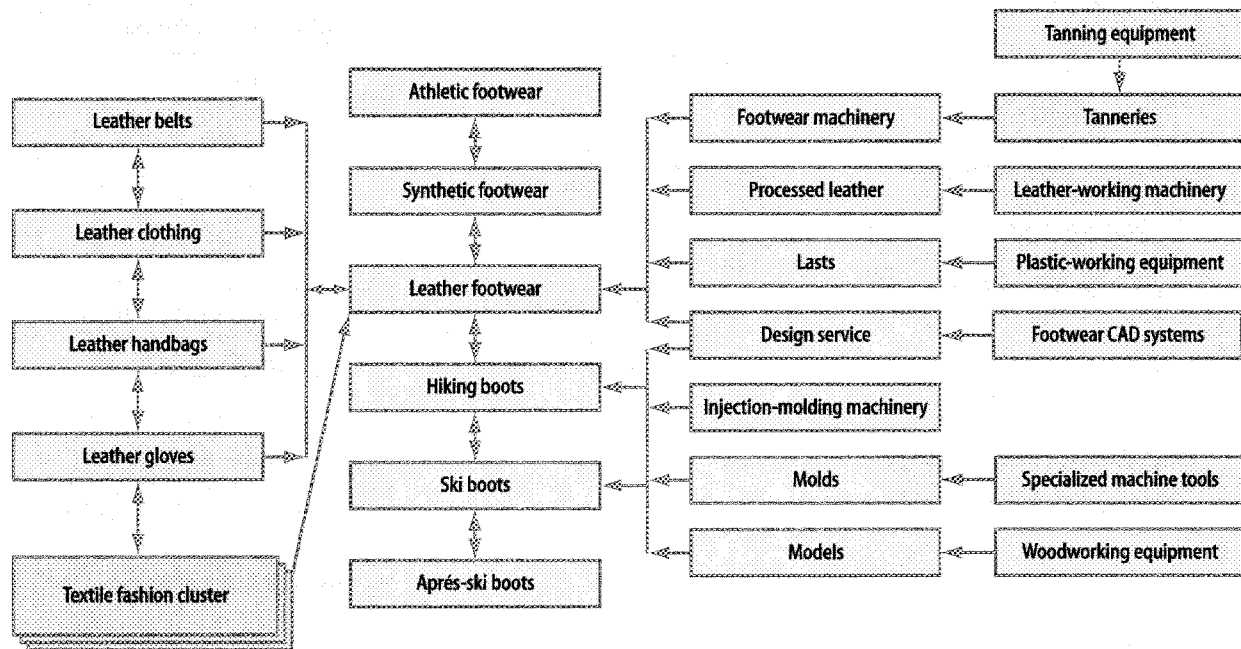 Tanning equipment
Athletic footwear
Leather belts
Footwear machinery
Tanneries
Synthetic footwear
Processed leather
Leather-working machinery
Leather clothing
Lasts
Plastic-working equipment
Leather footwear
Leather handbags
Design service
Footwear CAD systems
Hiking boots
Injection-molding machinery
Leather gloves
Ski boots
Molds
Specialized machine tools
Models
Woodworking equipment
Textile fashion cluster
Aprés-ski boots